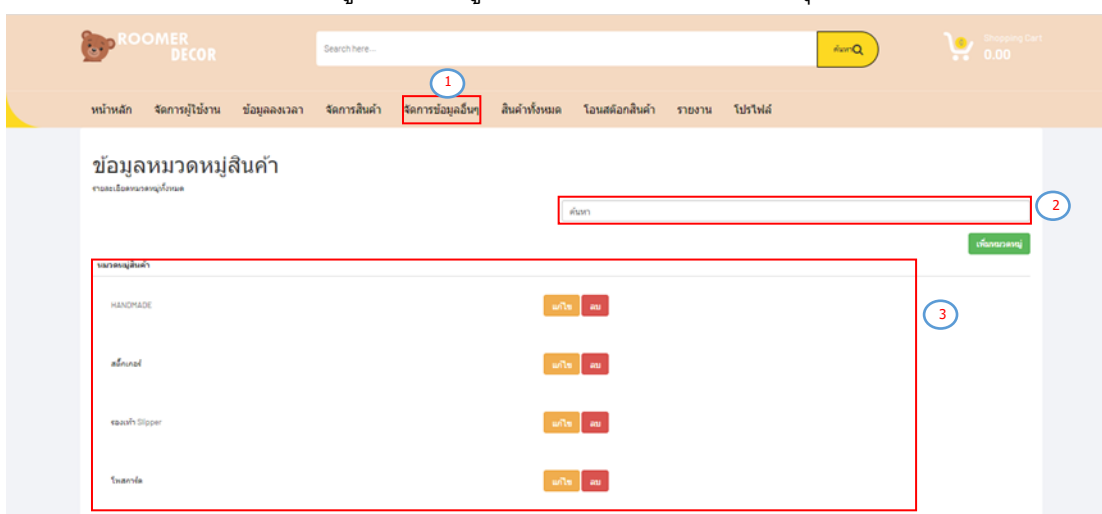 ROOMER
DECOR
Search here...
ค้นหา
0
Shopping Cart
0.00
1
หน้าหลัก จัดการผู้ใช้งาน ข้อมูลลงเวลา จัดการสินค้า จัดการข้อมูลอื่นๆ สินค้าทั้งหมด โอนสต๊อกสินค้า รายงาน โปรไฟล์
ข้อมูลหมวดหมู่สินค้า
รายละเอียดหมวดหมู่ทั้งหมด
ค้นหา
2
เพิ่มหมวดหมู่
หมวดหมู่สินค้า
HANDMADE แก้ไข ลบ
3
สติ๊กเกอร์ แก้ไข ลบ
รองเท้า Slipper แก้ไข ลบ
โพสการ์ด แก้ไข ลบ